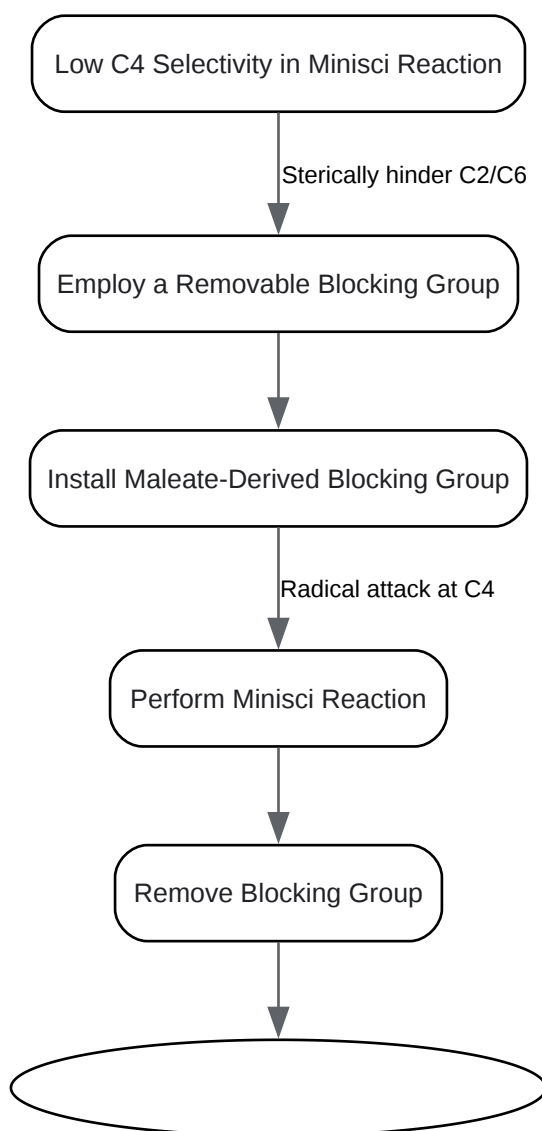 Low C4 Selectivity in Minisci Reaction
Sterically hinder C2/C6
Employ a Removable Blocking Group
Install Maleate-Derived Blocking Group
Radical attack at C4
Perform Minisci Reaction
Remove Blocking Group